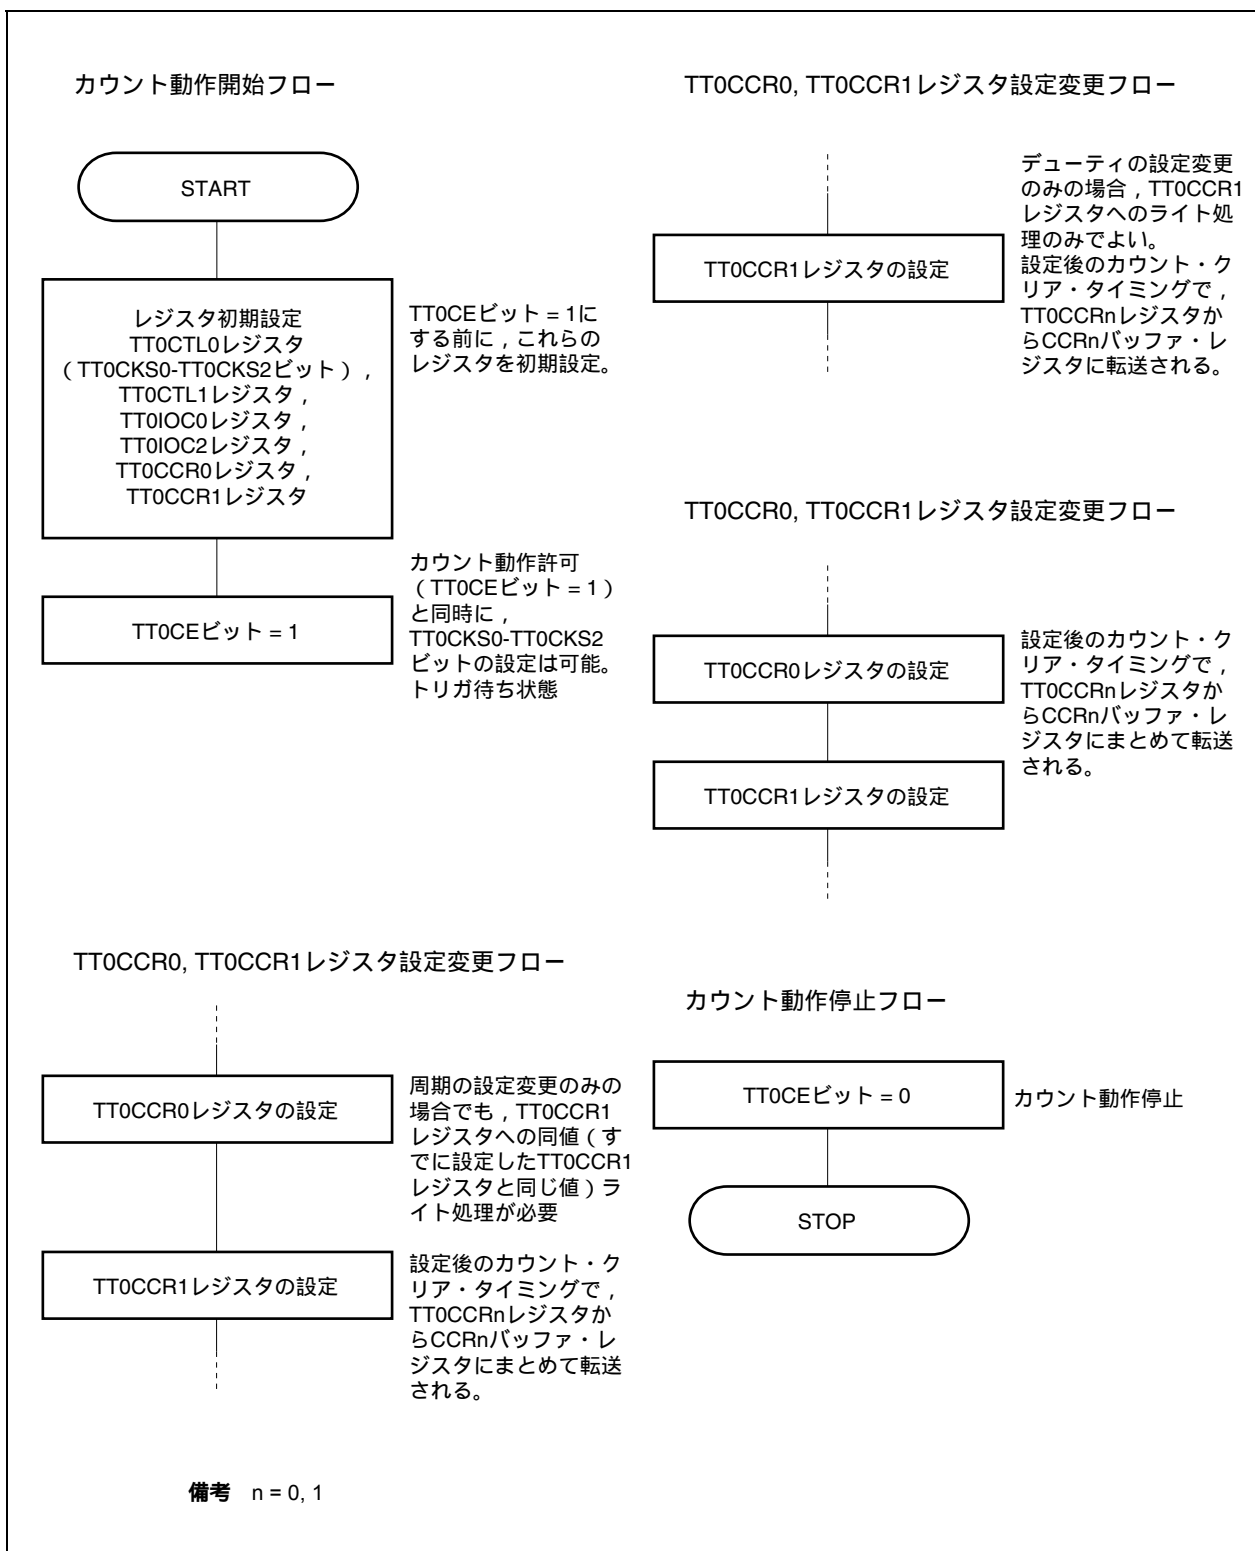 カウント動作開始フロー
START
レジスタ初期設定
TT0CTL0レジスタ
（TT0CKS0-TT0CKS2ビット），
TT0CTL1レジスタ，
TT0IOC0レジスタ，
TT0IOC2レジスタ，
TT0CCR0レジスタ，
TT0CCR1レジスタ
TT0CEビット = 1に
する前に，これらの
レジスタを初期設定。
TT0CEビット = 1
カウント動作許可
（TT0CEビット = 1）
と同時に，
TT0CKS0-TT0CKS2
ビットの設定は可能。
トリガ待ち状態
TT0CCR0, TT0CCR1レジスタ設定変更フロー
TT0CCR0レジスタの設定
周期の設定変更のみの
場合でも，TT0CCR1
レジスタへの同値（す
でに設定したTT0CCR1
レジスタと同じ値）ラ
イト処理が必要
TT0CCR1レジスタの設定
設定後のカウント・ク
リア・タイミングで，
TT0CCRnレジスタか
らCCRnバッファ・レ
ジスタにまとめて転送
される。
TT0CCR0, TT0CCR1レジスタ設定変更フロー
TT0CCR1レジスタの設定
デューティの設定変更
のみの場合，TT0CCR1
レジスタへのライト処
理のみでよい。
設定後のカウント・ク
リア・タイミングで，
TT0CCRnレジスタか
らCCRnバッファ・レ
ジスタに転送される。
TT0CCR0, TT0CCR1レジスタ設定変更フロー
TT0CCR0レジスタの設定
設定後のカウント・ク
リア・タイミングで，
TT0CCRnレジスタか
らCCRnバッファ・レ
ジスタにまとめて転送
される。
TT0CCR1レジスタの設定
カウント動作停止フロー
TT0CEビット = 0
カウント動作停止
STOP
備考 n = 0, 1